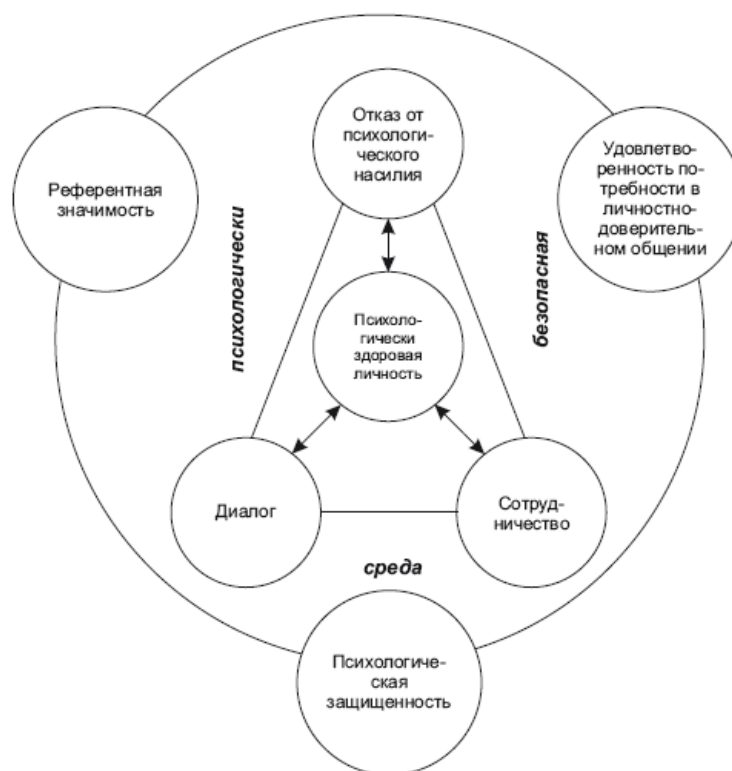 Отказ от
психологи-
ческого
насилия
Референтная
значимость
Удовлетво-
ренность по-
требности в
личностно-
доверитель-
ном общении
психологически
безопасная
Психоло-
гически
здоровая
личность
Диалог
Сотруд-
ничество
среда
Психологиче-
ская
защищенность